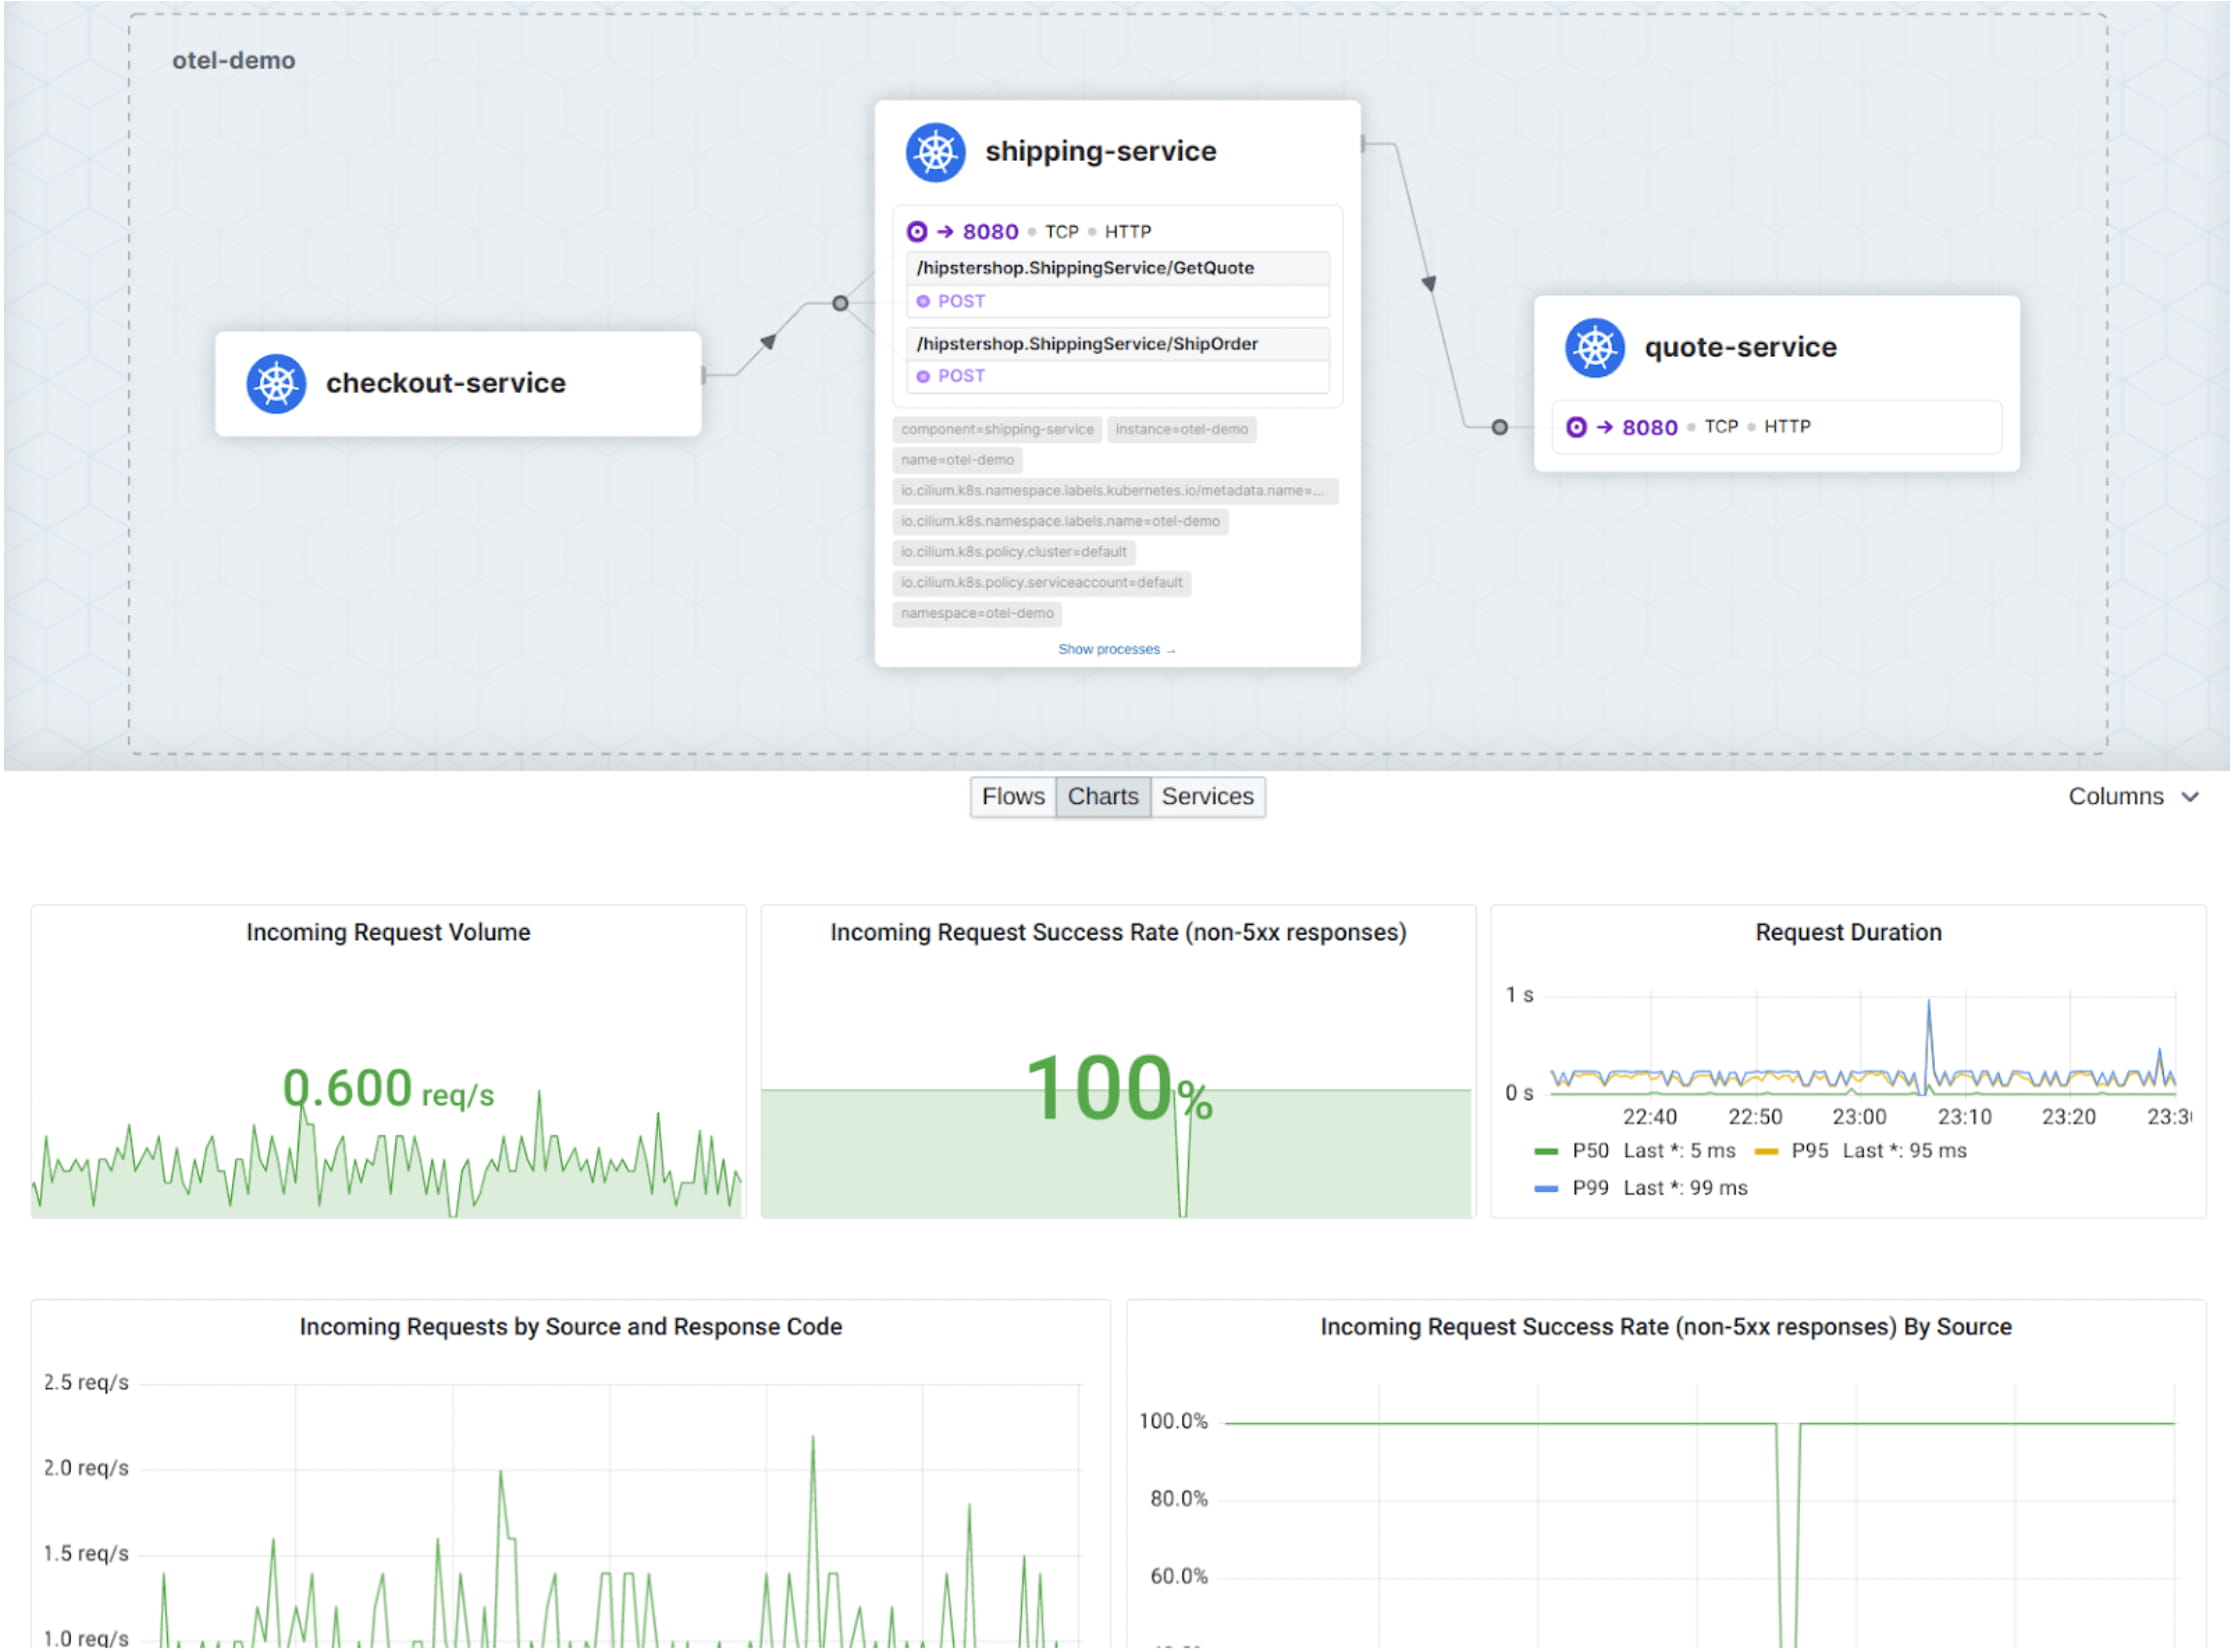 otel-demo
shipping-service
8080 TCP HTTP
/hipstershop.ShippingService/GetQuote
POST
/hipstershop.ShippingService/ShipOrder
POST
component=shipping-service instance=otel-demo
name=otel-demo
io.cilium.k8s.namespace.labels.kubernetes.io/metadata.name=...
io.cilium.k8s.namespace.labels.name=otel-demo
io.cilium.k8s.policy.cluster=default
io.cilium.k8s.policy.serviceaccount=default
namespace=otel-demo
Show processes →
checkout-service
quote-service
8080 TCP HTTP
Flows Charts Services
Columns
Incoming Request Volume
0.600 req/s
Incoming Request Success Rate (non-5xx responses)
100%
Request Duration
1 s
0 s
22:40 22:50 23:00 23:10 23:20
P50 Last *: 5 ms P95 Last *: 95 ms
P99 Last *: 99 ms
Incoming Requests by Source and Response Code
2.5 req/s
2.0 req/s
1.5 req/s
1.0 req/s
Incoming Request Success Rate (non-5xx responses) By Source
100.0%
80.0%
60.0%